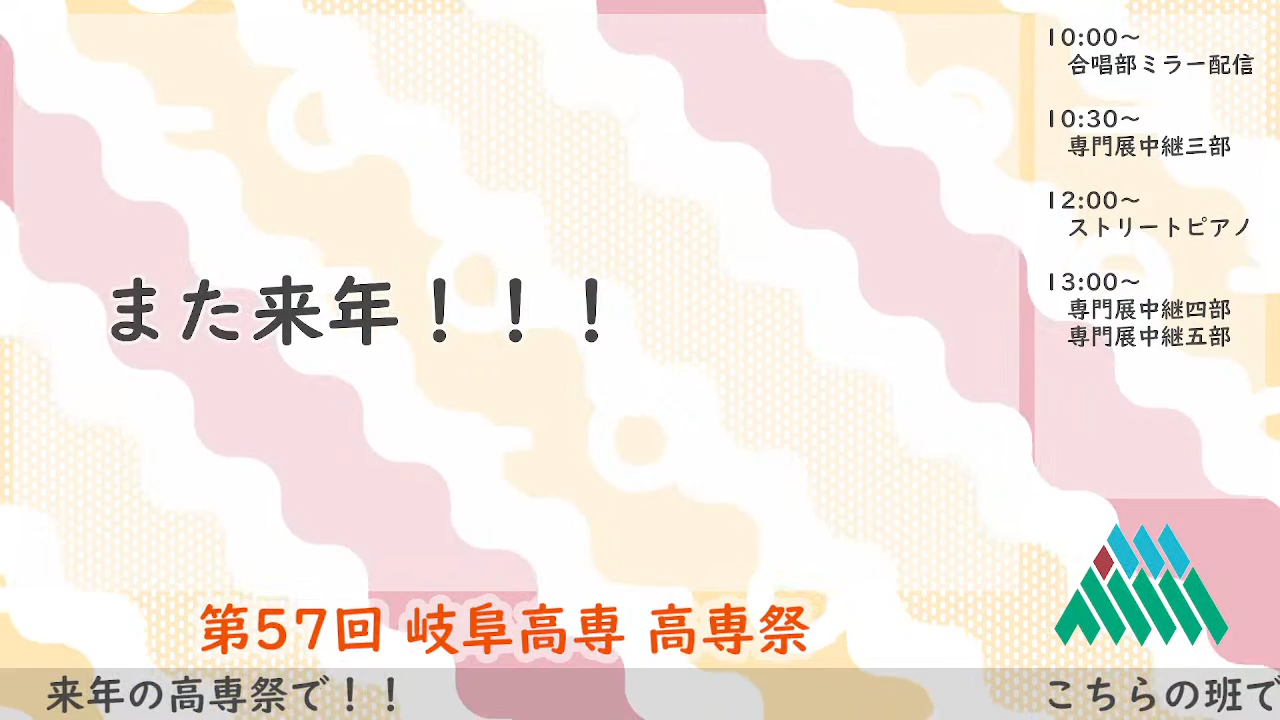 10:00～
合唱部ミラー配信
10:30～
専門展中継三部
12:00～
ストリートピアノ
13:00～
専門展中継四部
専門展中継五部
また来年！！！
第57回 岐阜高専 高専祭
来年の高専祭で！！
こちらの班で